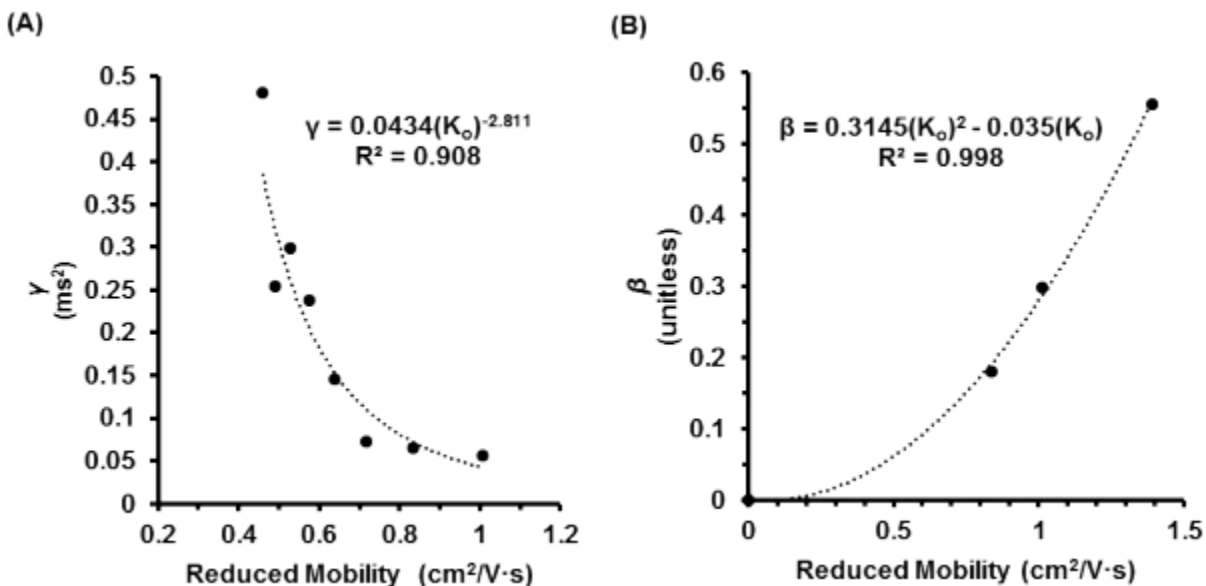 (A)
γ = 0.0434(Kₒ)⁻²·⁸¹¹
R² = 0.908
γ
(ms²)
0.5
0.45
0.4
0.35
0.3
0.25
0.2
0.15
0.1
0.05
0
0.2
0.4
0.6
0.8
1
1.2
Reduced Mobility (cm²/V·s)
(B)
β = 0.3145(Kₒ)² - 0.035(Kₒ)
R² = 0.998
β
(unitless)
0.6
0.5
0.4
0.3
0.2
0.1
0
0
0.5
1
1.5
Reduced Mobility (cm²/V·s)